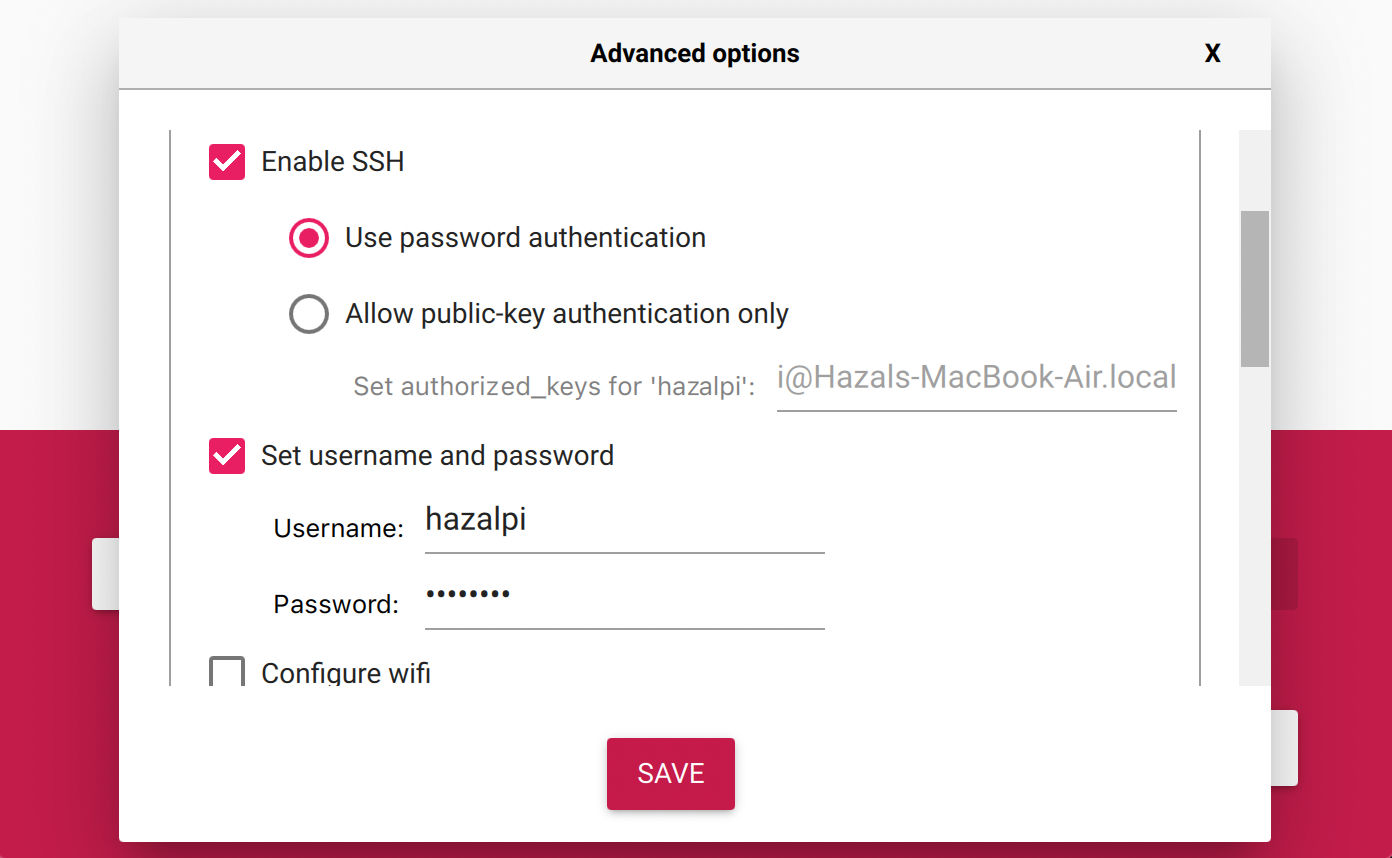 Advanced options X
Enable SSH
Use password authentication
Allow public-key authentication only
Set authorized_keys for 'hazalpi': i@Hazals-MacBook-Air.local
Set username and password
Username: hazalpi
Password: ••••••••
Configure wifi
SAVE